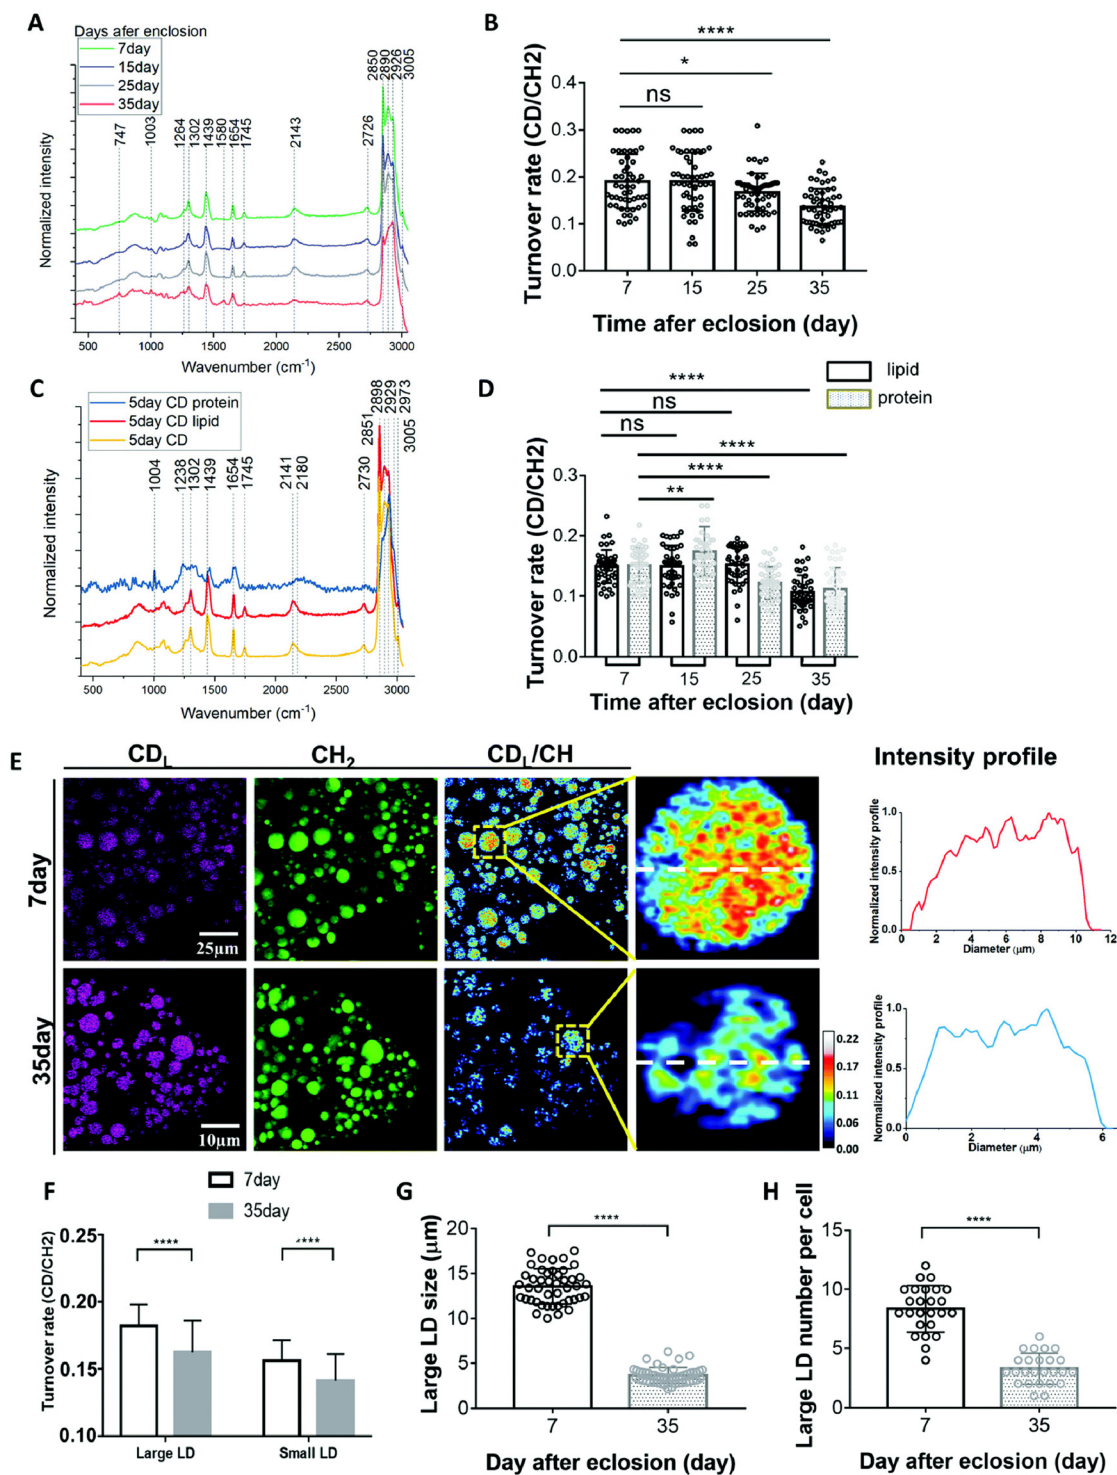 A
Days afer enclosion
7day
15day
25day
35day
747
1003
1264
1302
1439
1580
1654
1745
2143
2726
2850
2890
2926
3005
Normalized intensity
500 1000 1500 2000 2500 3000
Wavenumber (cm-1)
B
****
*
ns
0.4
0.3
0.2
0.1
0.0
Turnover rate (CD/CH2)
7 15 25 35
Time afer eclosion (day)
C
5day CD protein
5day CD lipid
5day CD
1004
1238
1302
1439
1654
1745
2141
2180
2730
2851
2898
2929
2973
3005
Normalized intensity
500 1000 1500 2000 2500 3000
Wavenumber (cm-1)
D
lipid
protein
****
ns
ns
****
****
**
0.3
0.2
0.1
0.0
Turnover rate (CD/CH2)
7 15 25 35
Time after eclosion (day)
E
CDL CH2 CDL/CH Intensity profile
7day
25μm
Normalized intensity profile
1.0
0.5
0.0
0 2 4 6 8 10 12
Diameter (μm)
35day
10μm
0.22
0.17
0.11
0.06
0.00
Normalized intensity profile
1.0
0.5
0.0
0 2 4 6
Diameter (μm)
F
7day
35day
**** ****
0.25
0.20
0.15
0.10
Turnover rate (CD/CH2)
Large LD Small LD
G
****
20
15
10
5
0
Large LD size (μm)
7 35
Day after eclosion (day)
H
****
15
10
5
0
Large LD number per cell
7 35
Day after eclosion (day)